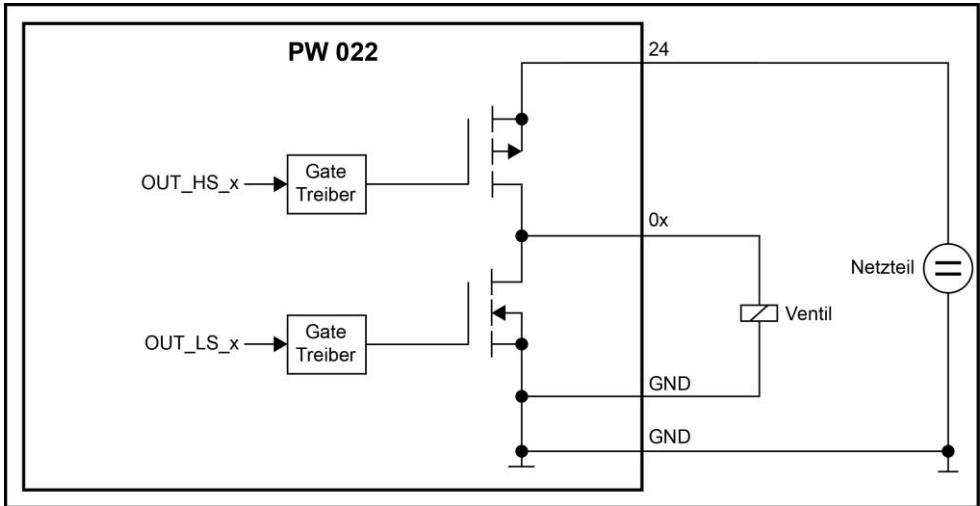 PW 022
24
OUT_HS_x
Gate
Treiber
0x
Netzteil
Ventil
OUT_LS_x
Gate
Treiber
GND
GND